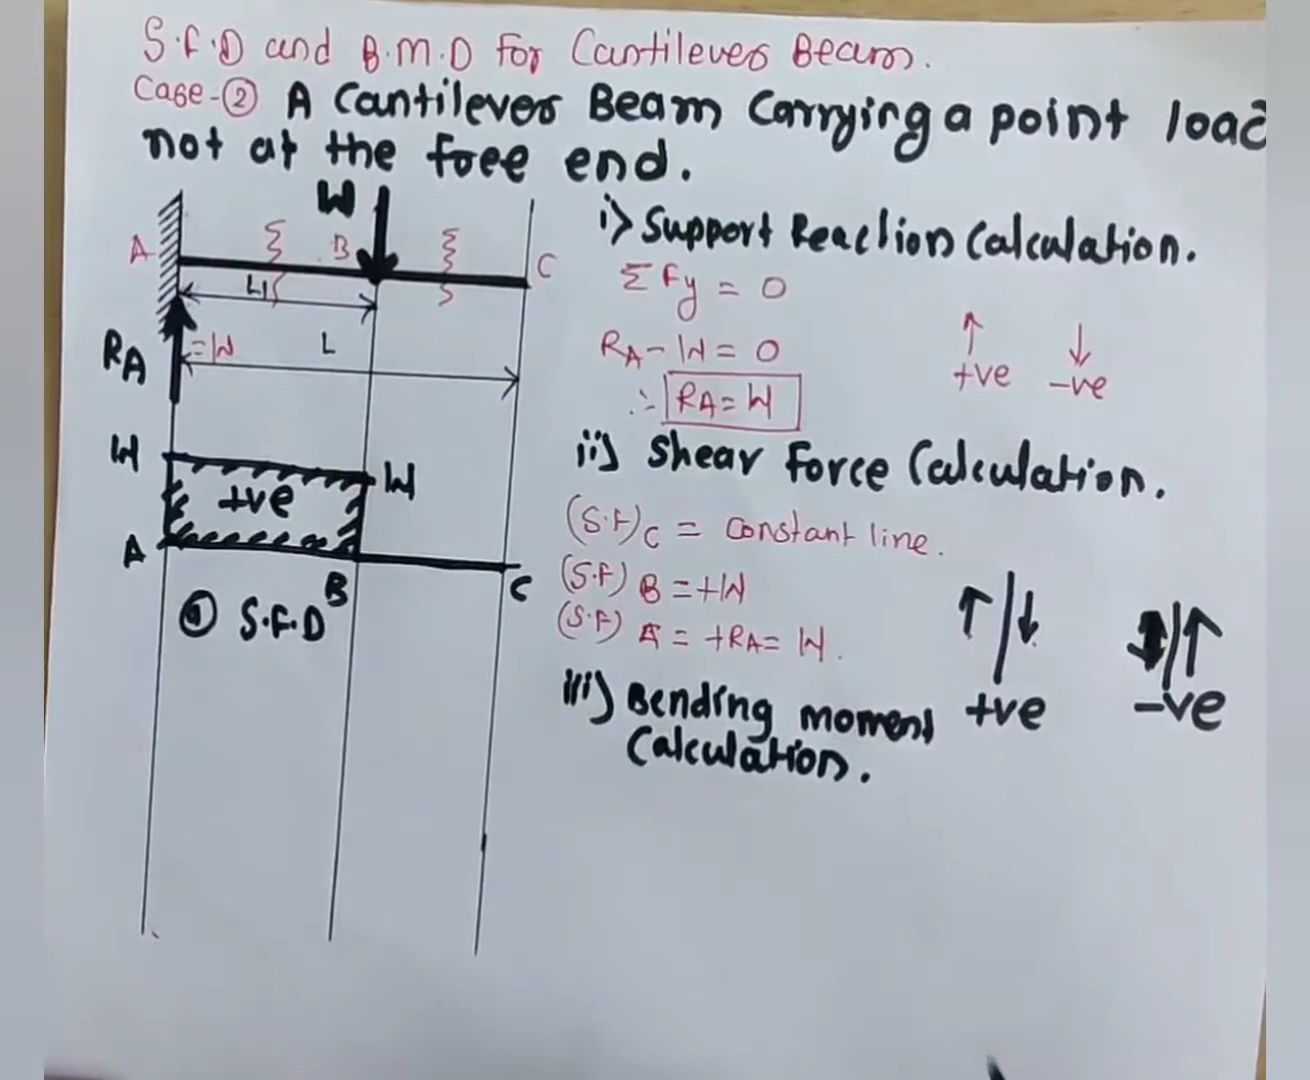 S.F.D and B.M.D for Cantilever Beam.
Case-② A Cantilever Beam Carrying a point load
not at the free end.
W
A
B
C
L1
L
RA
=W
i) Support Reaction Calculation.
ΣFy = 0
RA - W = 0
∴ RA = W
↑ ↓
+ve -ve
ii) Shear Force Calculation.
(S.F)C = Constant line.
(S.F) B = +W
(S.F) A = +RA = W.
↑/↓ ↓/↑
+ve -ve
iii) Bending moment
Calculation.
W
W
+ve
A
B
C
① S.F.D